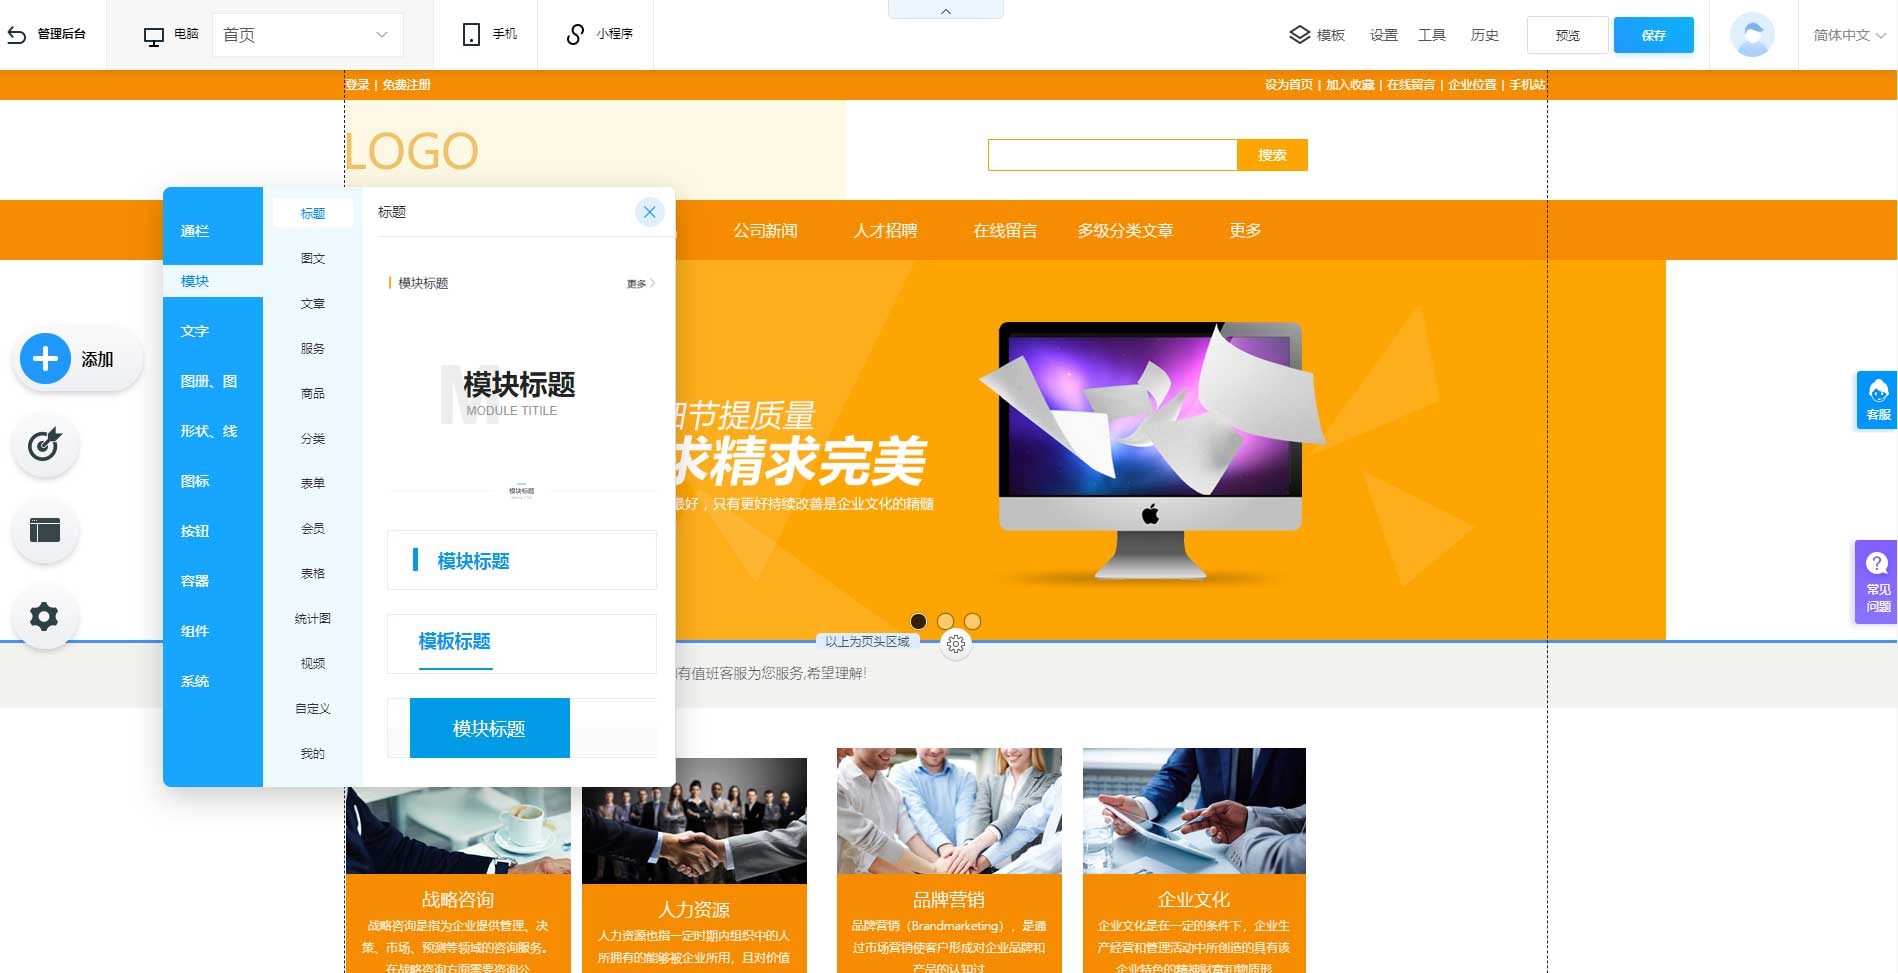 管理后台
电脑
首页
手机
小程序
模板
设置
工具
历史
预览
保存
简体中文
登录 | 免费注册
设为首页 | 加入收藏 | 在线留言 | 企业位置 | 手机站
LOGO
搜索
公司新闻
人才招聘
在线留言
多级分类文章
更多
通栏
模块
文字
图册、图
形状、线
图标
按钮
容器
组件
系统
标题
图文
文章
服务
商品
分类
表单
会员
表格
统计图
视频
自定义
我的
标题
模块标题
更多
M
模块标题
MODULE TITILE
模块标题
模块标题
模板标题
模块标题
添加
节提质量
求精求完美
最好，只有更好持续改善是企业文化的精髓
客服
常见
问题
以上为页头区域
有值班客服为您服务,希望理解!
战略咨询
战略咨询是指为企业提供管理、决
策、市场、预测等领域的咨询服务。
在战略咨询方面需要咨询公
人力资源
人力资源也指一定时期内组织中的人
所拥有的能够被企业所用，且对价值
品牌营销
品牌营销（Brandmarketing），是通
过市场营销使客户形成对企业品牌和
产品的认知过
企业文化
企业文化是在一定的条件下，企业生
产经营和管理活动中所创造的具有该
企业特色的精神财富和物质形